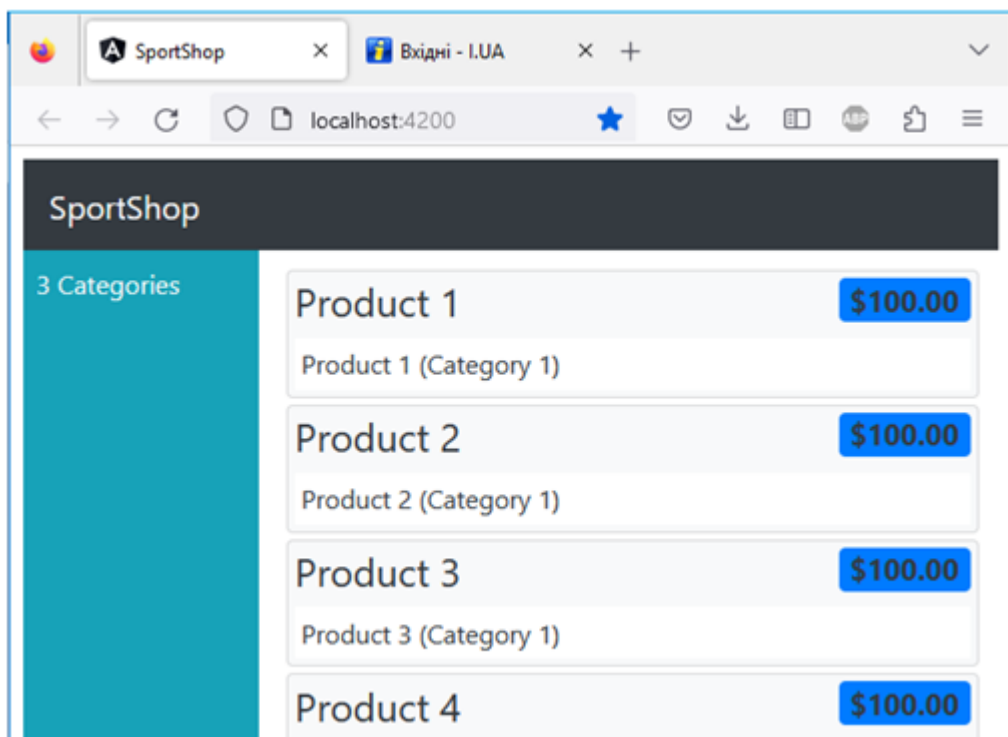 SportShop
Вхідні - I.UA
localhost:4200
ABP
SportShop
3 Categories
Product 1
$100.00
Product 1 (Category 1)
Product 2
$100.00
Product 2 (Category 1)
Product 3
$100.00
Product 3 (Category 1)
Product 4
$100.00